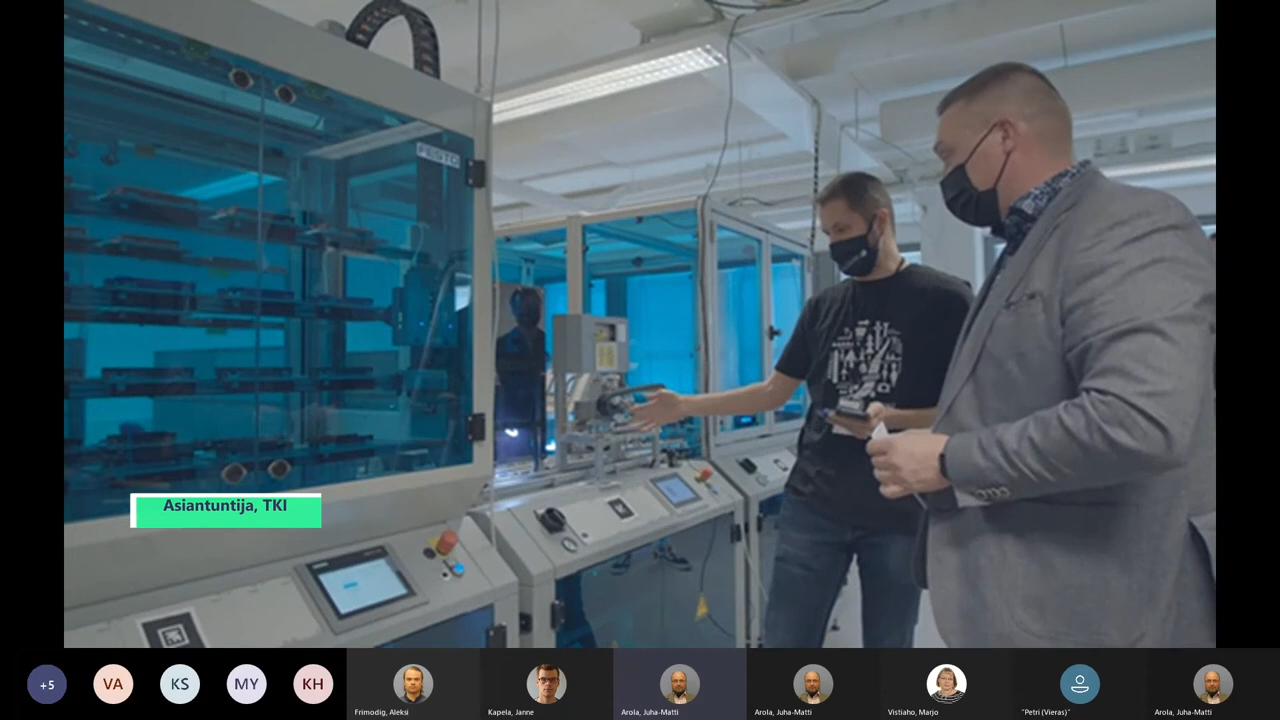 FESTO
Asiantuntija, TKI
+5
VA
KS
MY
KH
Frimodig, Aleksi
Kapela, Janne
Arola, Juha-Matti
Arola, Juha-Matti
Vistiaho, Marjo
"Petri (Vieras)"
Arola, Juha-Matti